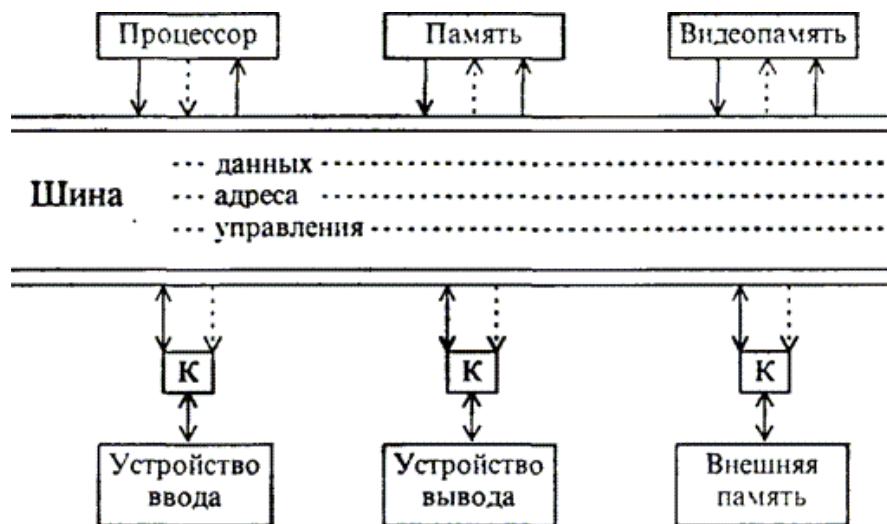 Процессор
Память
Видеопамять
Шина
данных
адреса
управления
К
К
К
Устройство
ввода
Устройство
вывода
Внешняя
память